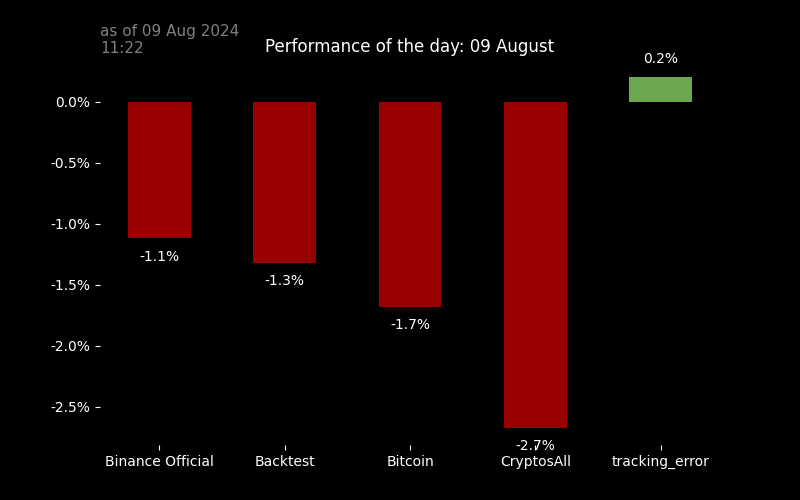 as of 09 Aug 2024
11:22
Performance of the day: 09 August
0.2%
0.0%
-0.5%
-1.0%
-1.1%
-1.3%
-1.5%
-1.7%
-2.0%
-2.5%
-2.7%
Binance Official
Backtest
Bitcoin
CryptosAll
tracking_error